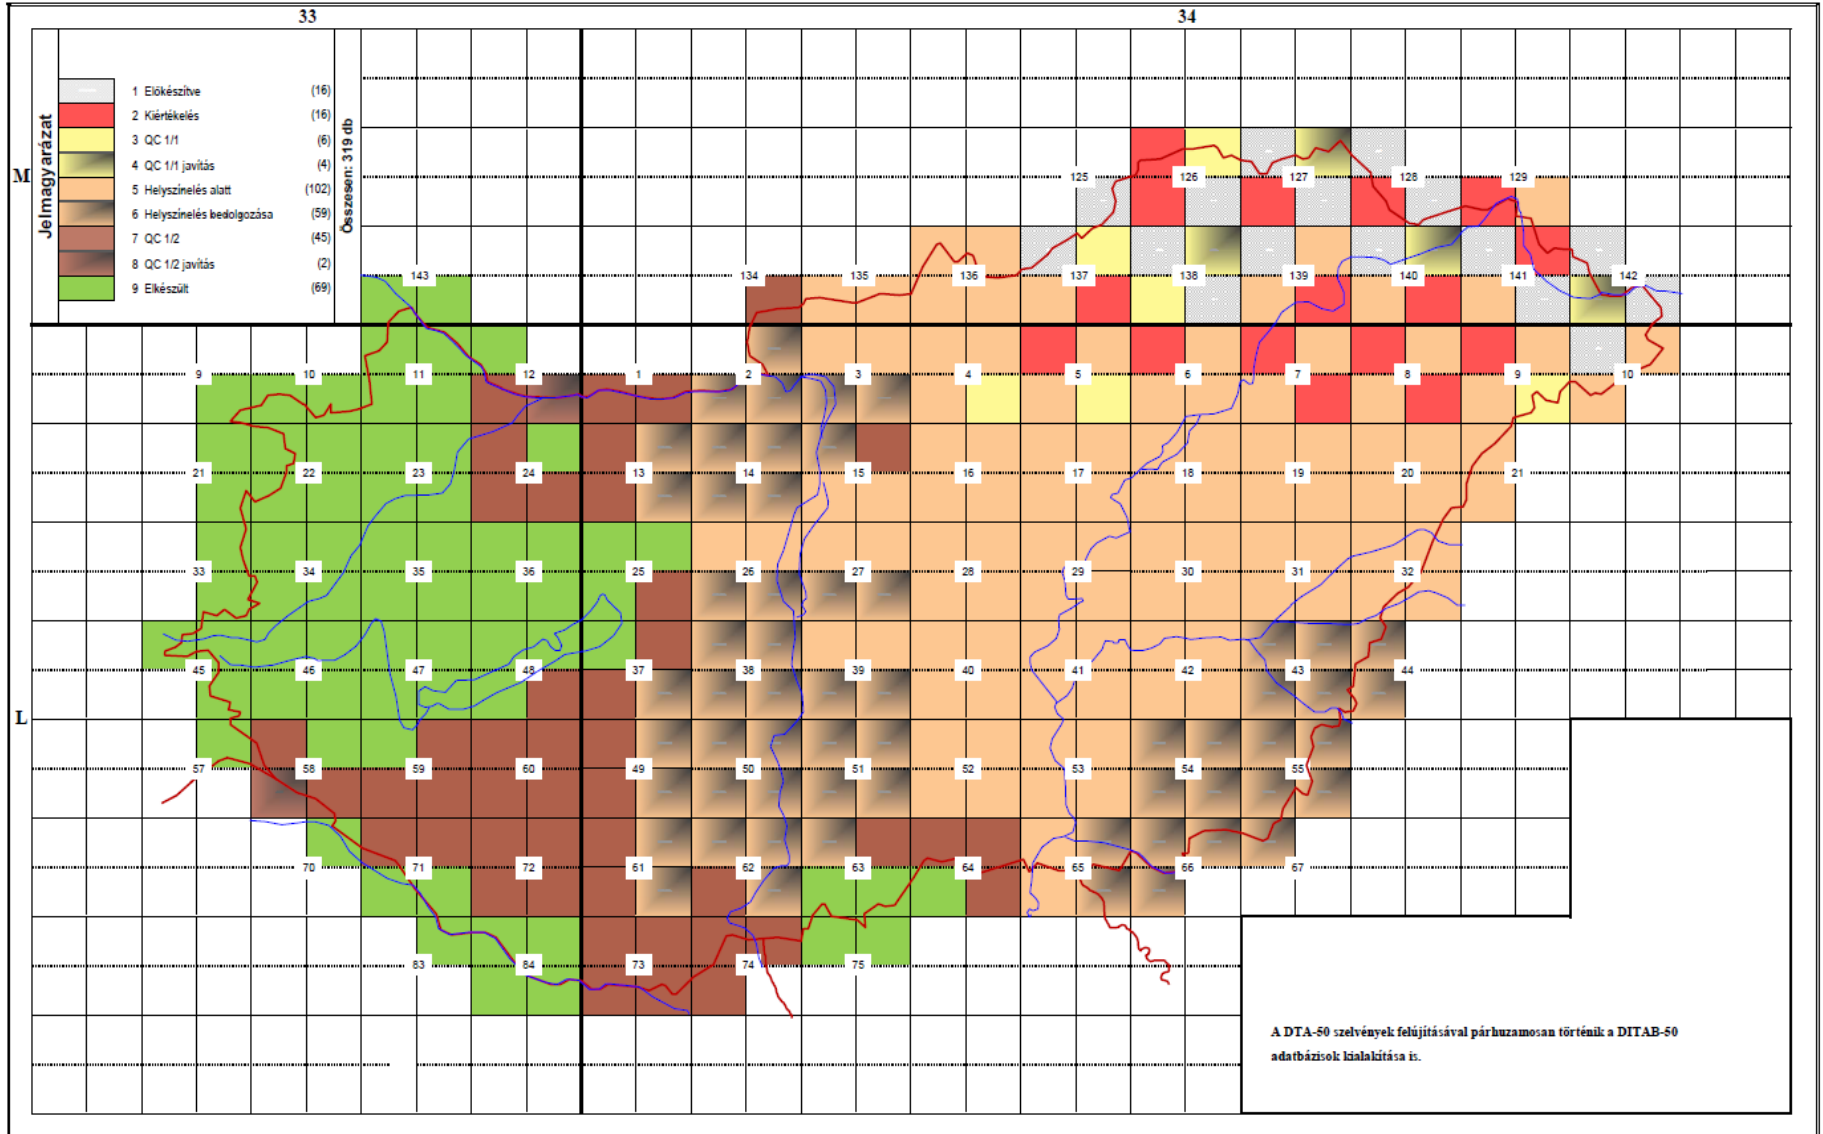 33 34
Jelmagyarázat
1 Előkészítve (16)
2 Kiértékelés (16)
3 QC 1/1 (6)
4 QC 1/1 javítás (4)
5 Helyszínelés alatt (102)
6 Helyszínelés bedolgozása (59)
7 QC 1/2 (45)
8 QC 1/2 javítás (2)
9 Elkészült (69)
Összesen: 319 db
M
125 126 127 128 129
143 134 135 136 137 138 139 140 141 142
9 10 11 12 1 2 3 4 5 6 7 8 9 10
21 22 23 24 13 14 15 16 17 18 19 20 21
33 34 35 36 25 26 27 28 29 30 31 32
45 46 47 48 37 38 39 40 41 42 43 44
L
57 58 59 60 49 50 51 52 53 54 55
70 71 72 61 62 63 64 65 66 67
83 84 73 74 75
A DTA-50 szelvények felújításával párhuzamosan történik a DITAB-50
adatbázisok kialakítása is.